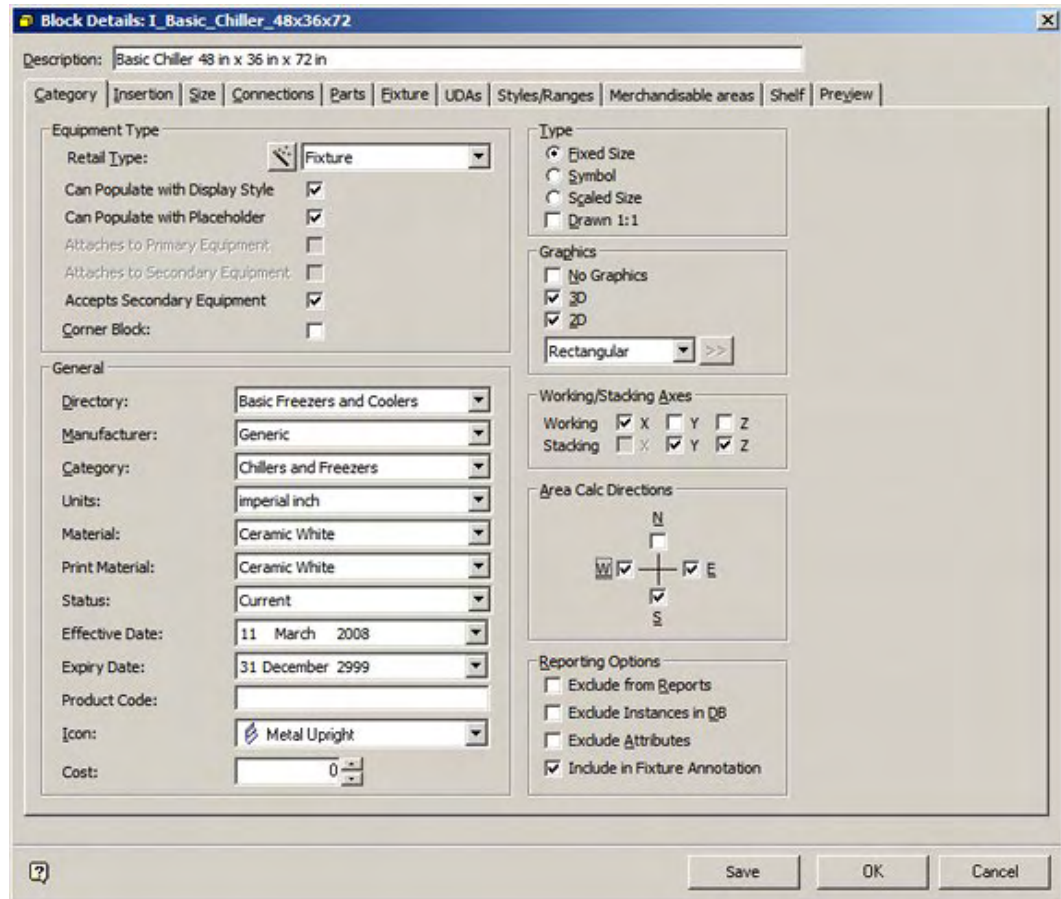 Block Details: I_Basic_Chiller_48x36x72
Description: Basic Chiller 48 in x 36 in x 72 in
Category Insertion Size Connections Parts Fixture UDAs Styles/Ranges Merchandisable areas Shelf Preview
Equipment Type
Retail Type: Fixture
Can Populate with Display Style
Can Populate with Placeholder
Attaches to Primary Equipment
Attaches to Secondary Equipment
Accepts Secondary Equipment
Corner Block:
General
Directory: Basic Freezers and Coolers
Manufacturer: Generic
Category: Chillers and Freezers
Units: imperial inch
Material: Ceramic White
Print Material: Ceramic White
Status: Current
Effective Date: 11 March 2008
Expiry Date: 31 December 2999
Product Code:
Icon: Metal Upright
Cost: 0
Type
Fixed Size
Symbol
Scaled Size
Drawn 1:1
Graphics
No Graphics
3D
2D
Rectangular >>
Working/Stacking Axes
Working X Y Z
Stacking X Y Z
Area Calc Directions
N
W E
S
Reporting Options
Exclude from Reports
Exclude Instances in DB
Exclude Attributes
Include in Fixture Annotation
Save OK Cancel